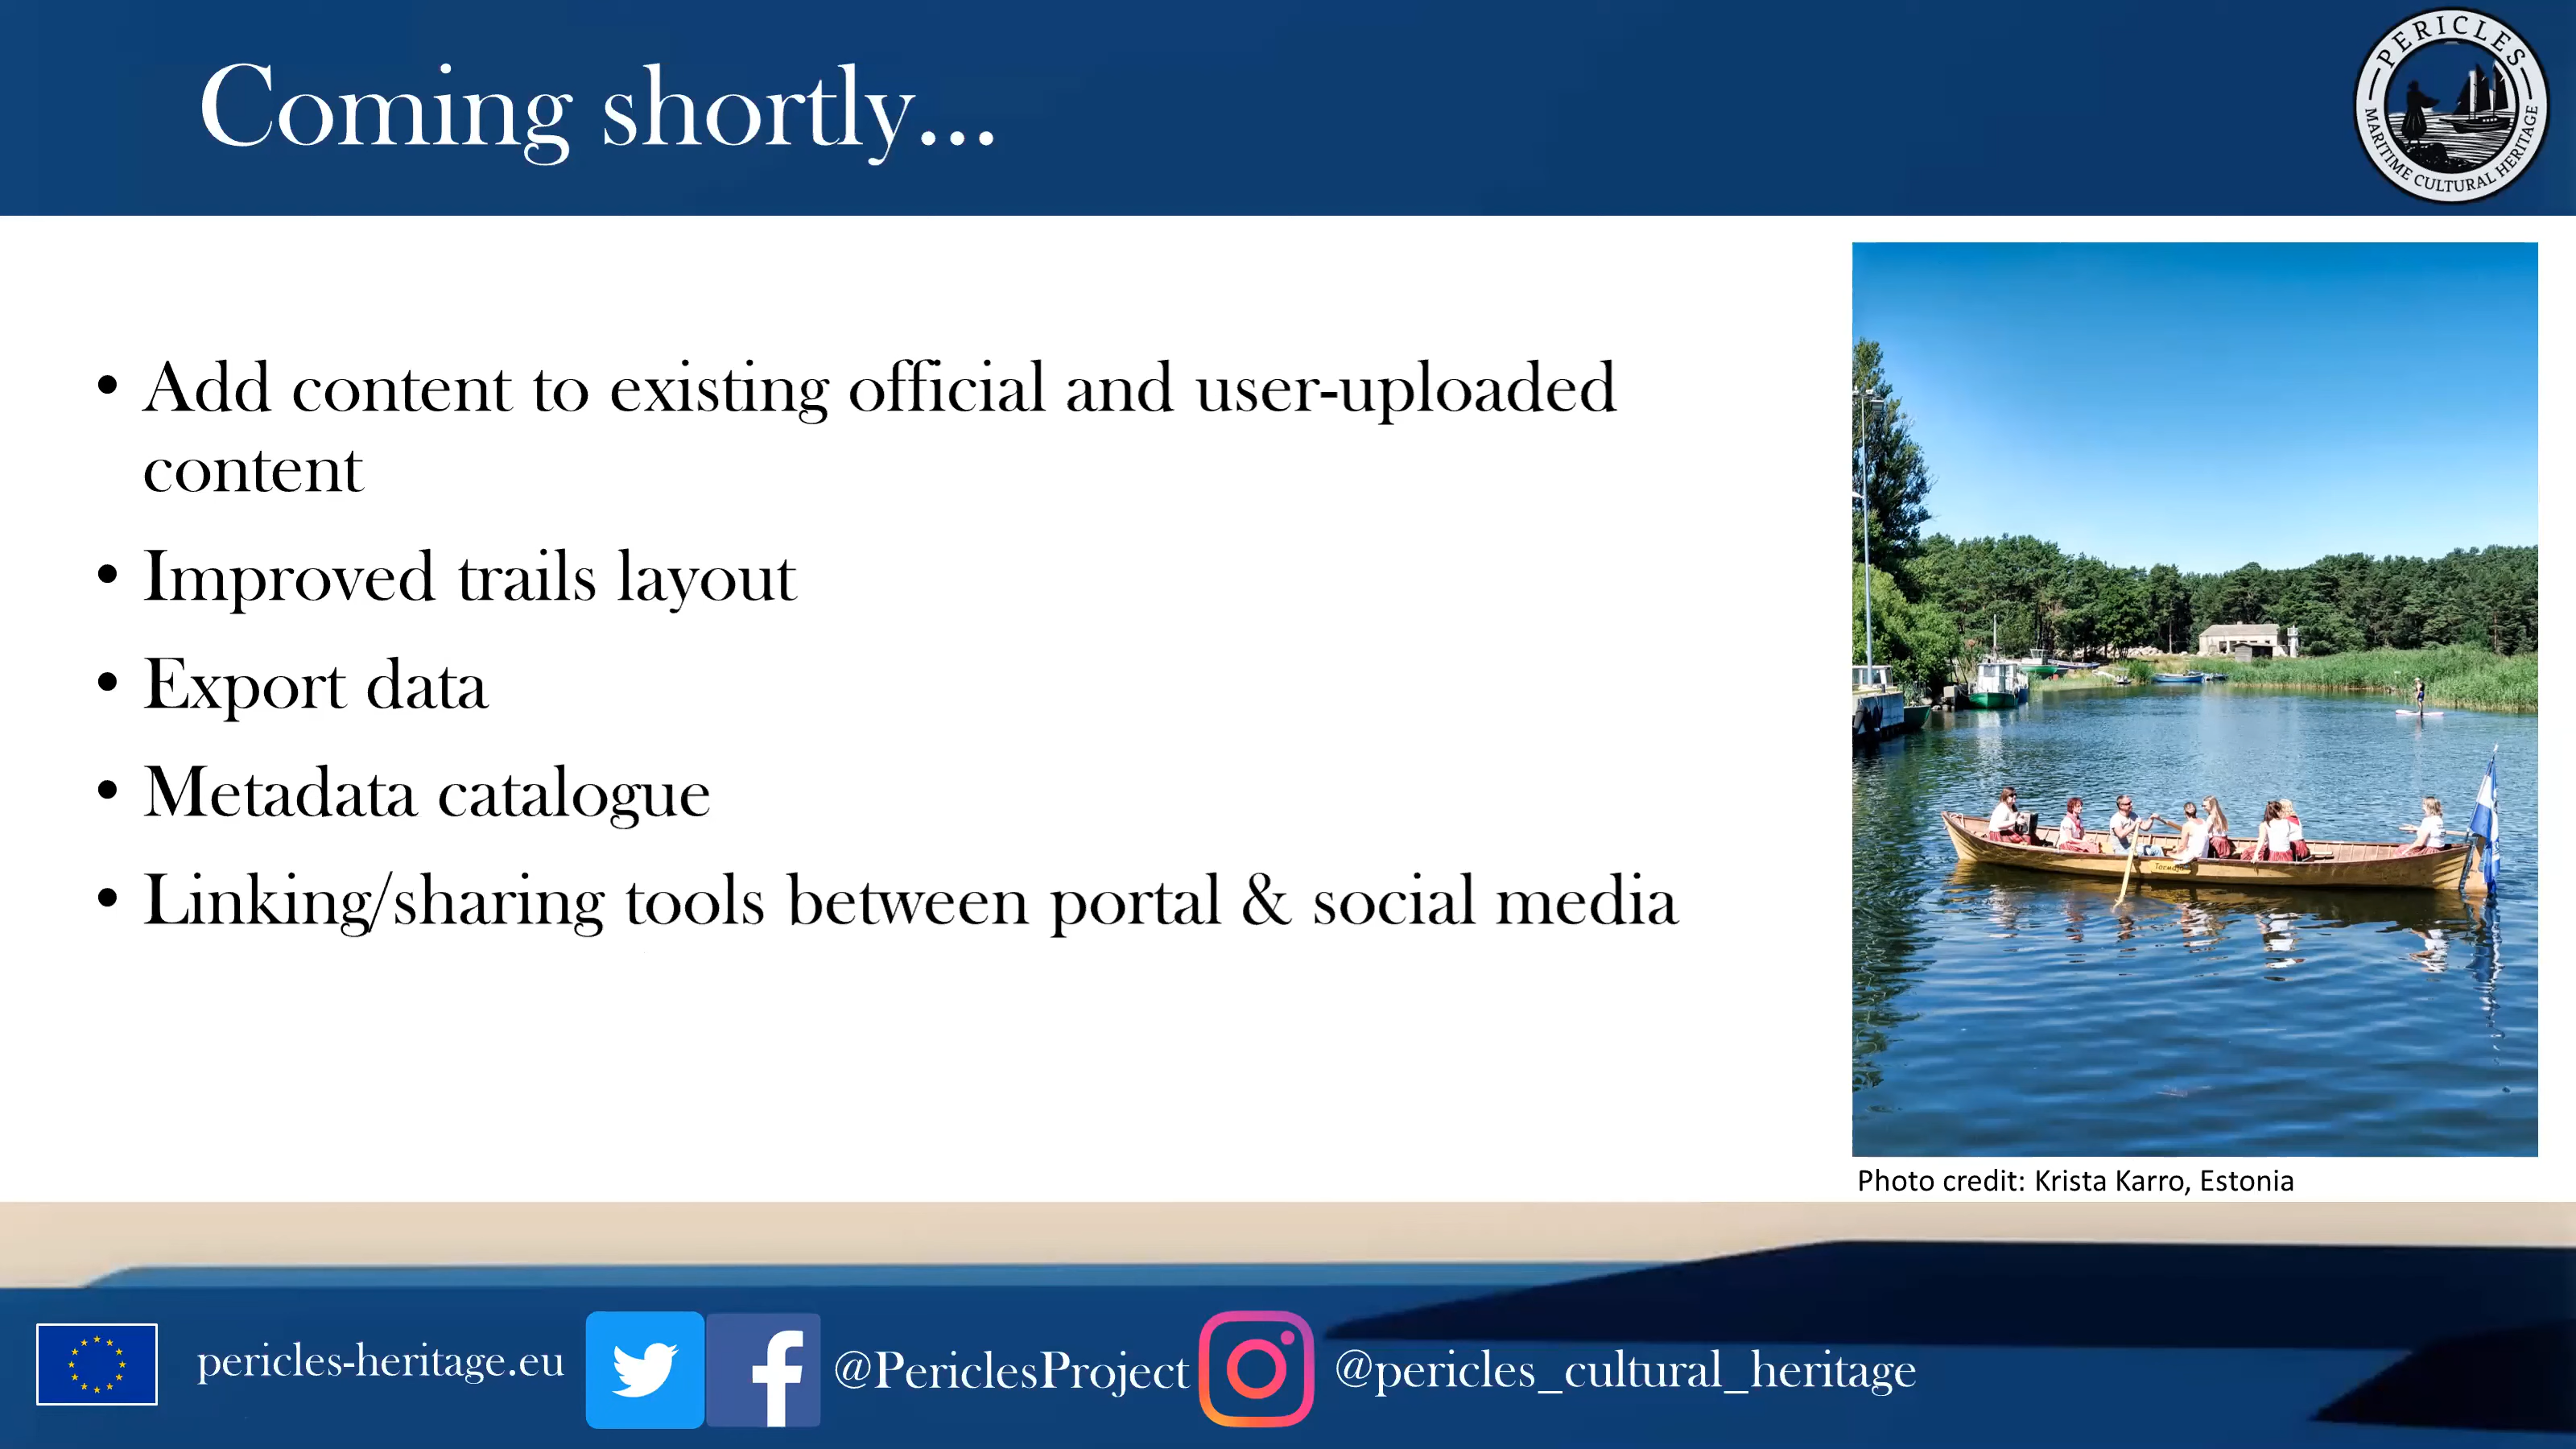 Coming shortly...
PERICLES
MARITIME CULTURAL HERITAGE
• Add content to existing official and user-uploaded
content
• Improved trails layout
• Export data
• Metadata catalogue
• Linking/sharing tools between portal & social media
Photo credit: Krista Karro, Estonia
pericles-heritage.eu
@PericlesProject
@pericles_cultural_heritage